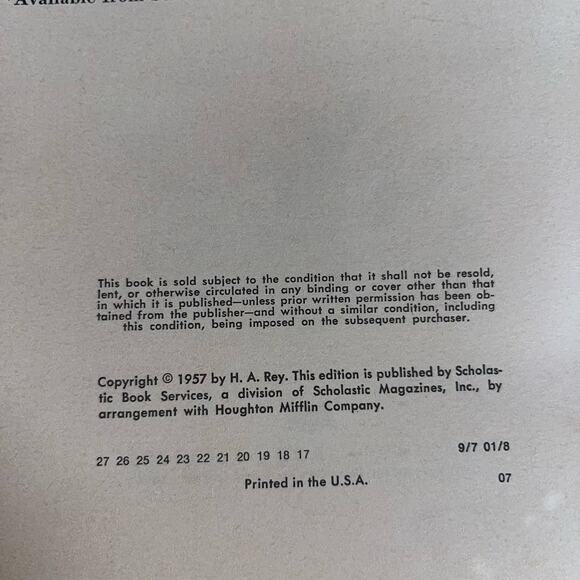 Available from
This book is sold subject to the condition that it shall not be resold,
lent, or otherwise circulated in any binding or cover other than that
in which it is published—unless prior written permission has been ob-
tained from the publisher—and without a similar condition, including
this condition, being imposed on the subsequent purchaser.
Copyright © 1957 by H. A. Rey. This edition is published by Scholas-
tic Book Services, a division of Scholastic Magazines, Inc., by
arrangement with Houghton Mifflin Company.
27 26 25 24 23 22 21 20 19 18 17 9/7 01/8
Printed in the U.S.A. 07